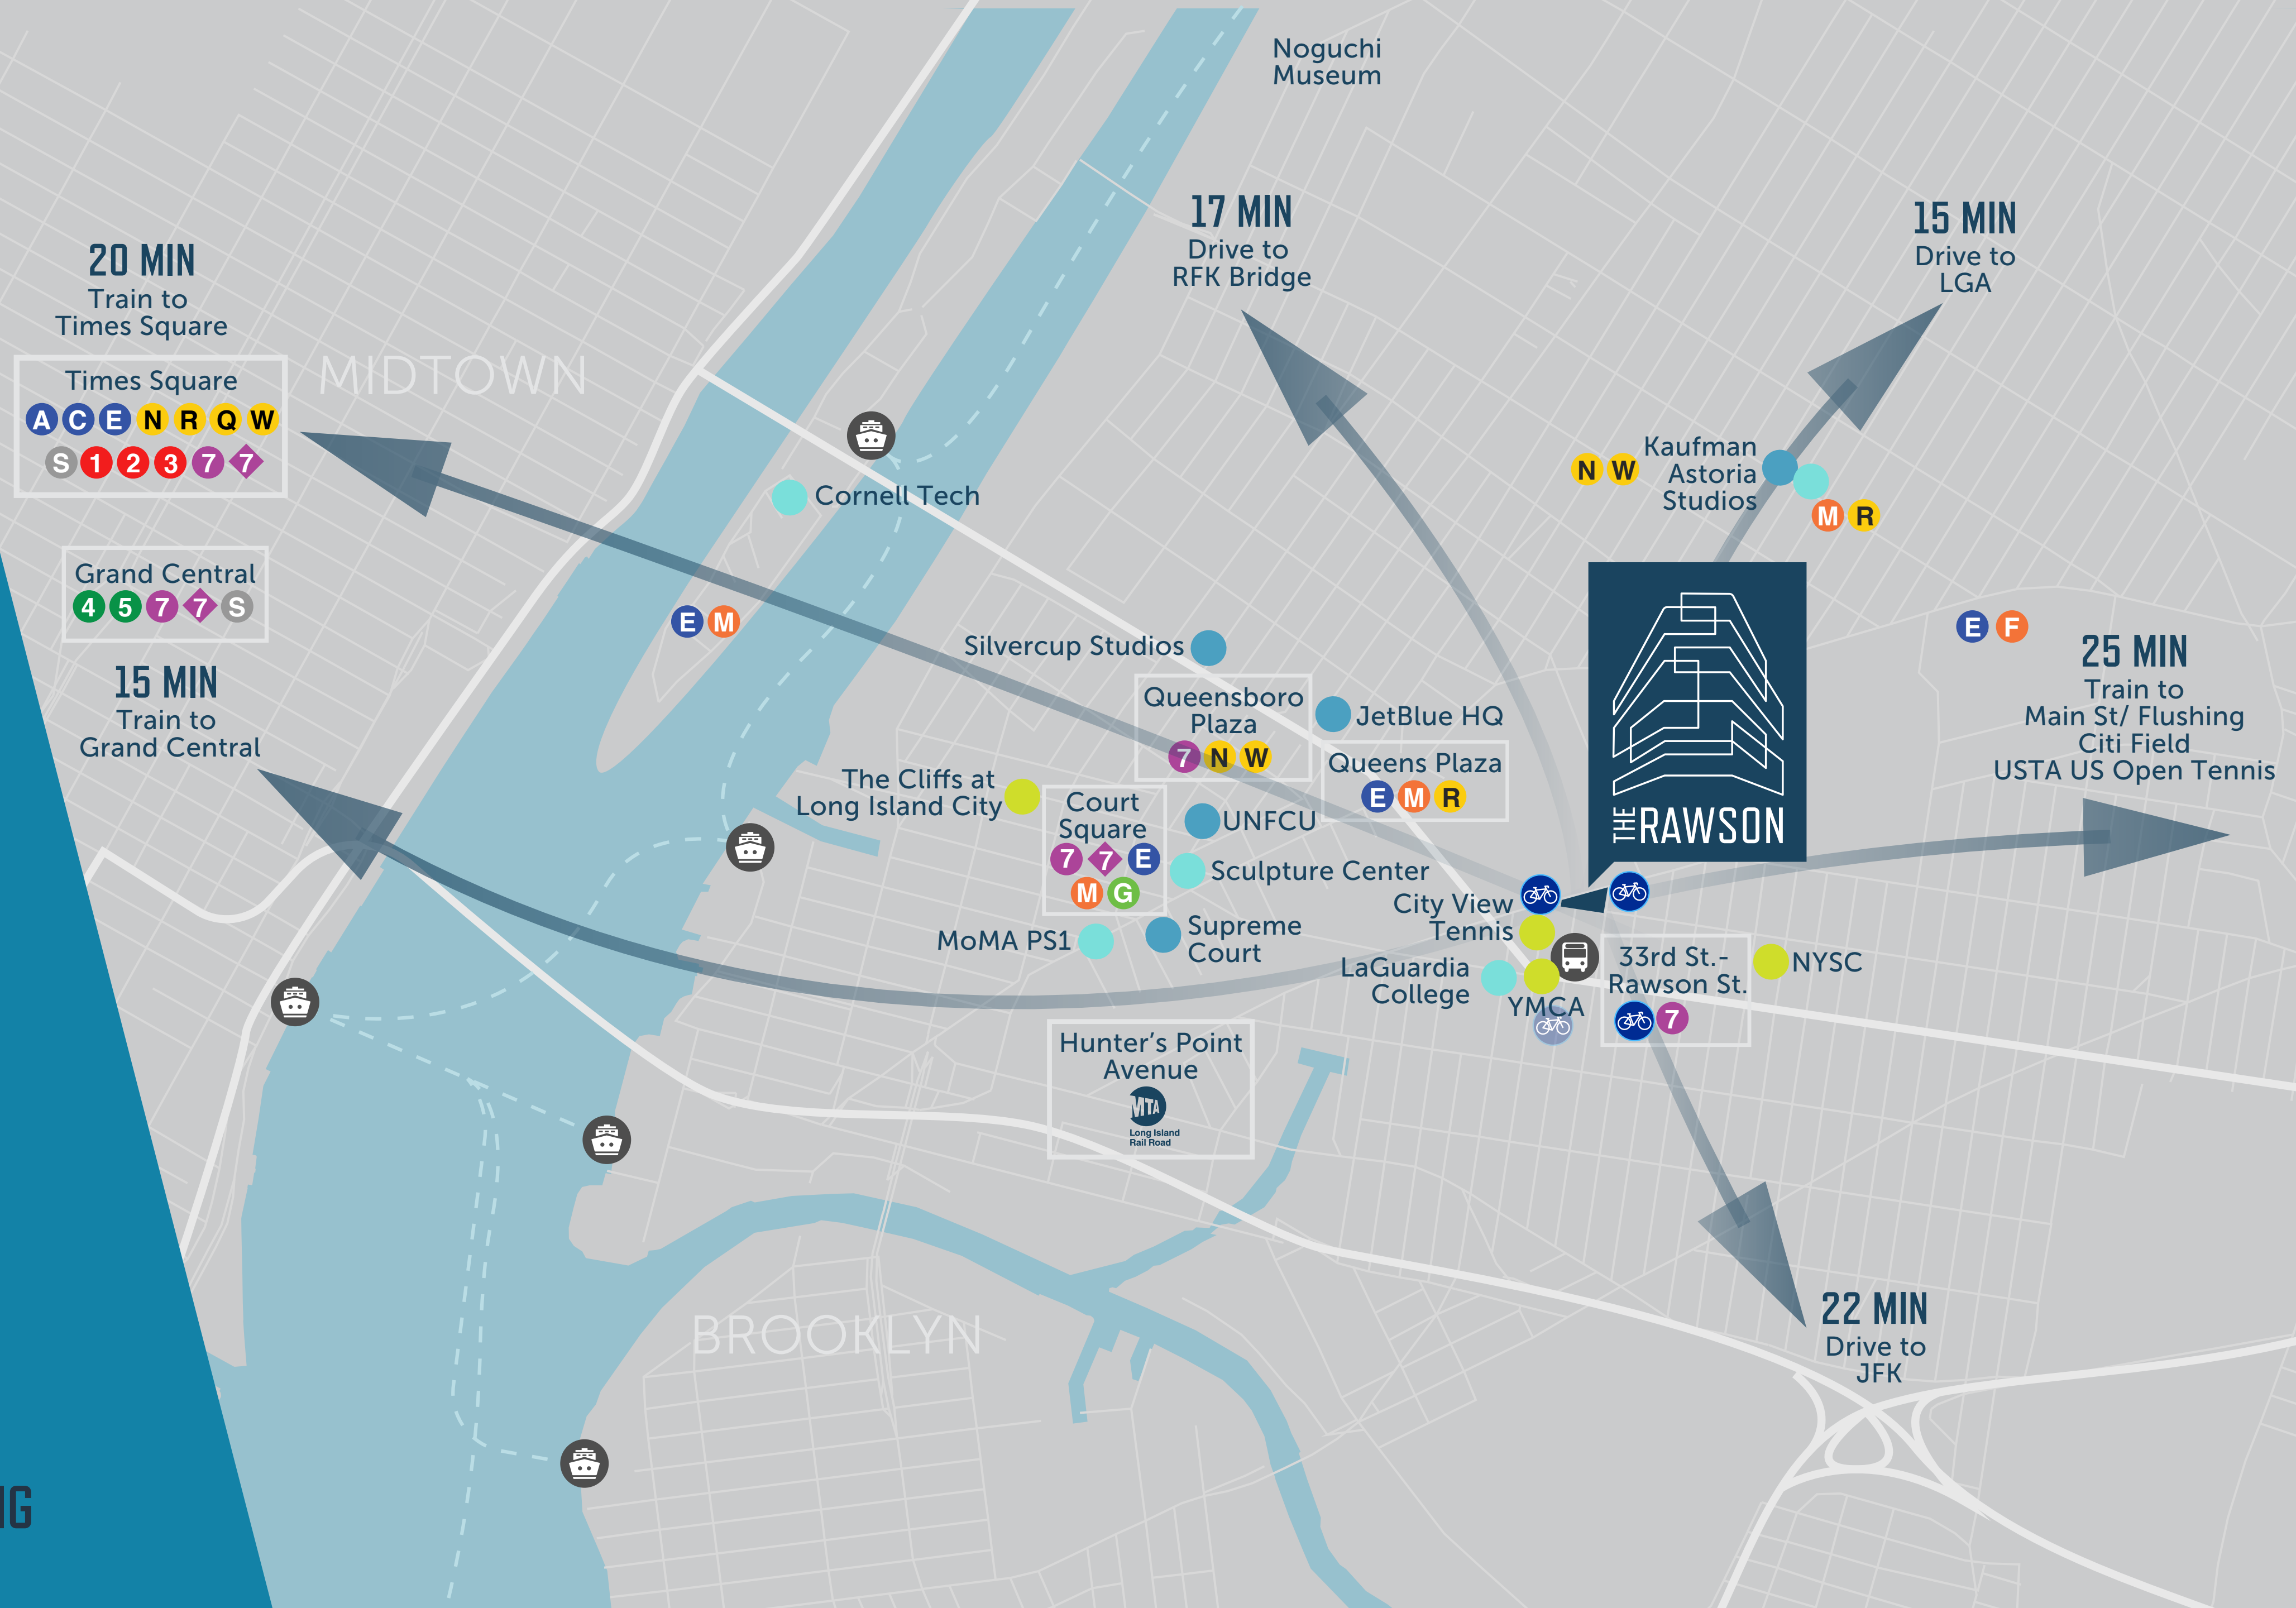 Noguchi
Museum
17 MIN
Drive to
RFK Bridge
15 MIN
Drive to
LGA
20 MIN
Train to
Times Square
Times Square
A C E N R Q W
S 1 2 3 7 7
MIDTOWN
Grand Central
4 5 7 7 S
15 MIN
Train to
Grand Central
Cornell Tech
E M
N W
Kaufman
Astoria
Studios
M R
E F
25 MIN
Train to
Main St/ Flushing
Citi Field
USTA US Open Tennis
THE RAWSON
Silvercup Studios
Queensboro
Plaza
7 N W
JetBlue HQ
Queens Plaza
E M R
The Cliffs at
Long Island City
Court
Square
7 7 E
M G
UNFCU
Sculpture Center
MoMA PS1
Supreme
Court
City View
Tennis
LaGuardia
College
YMCA
33rd St.-
Rawson St.
7
NYSC
Hunter's Point
Avenue
MTA
Long Island
Rail Road
BROOKLYN
22 MIN
Drive to
JFK